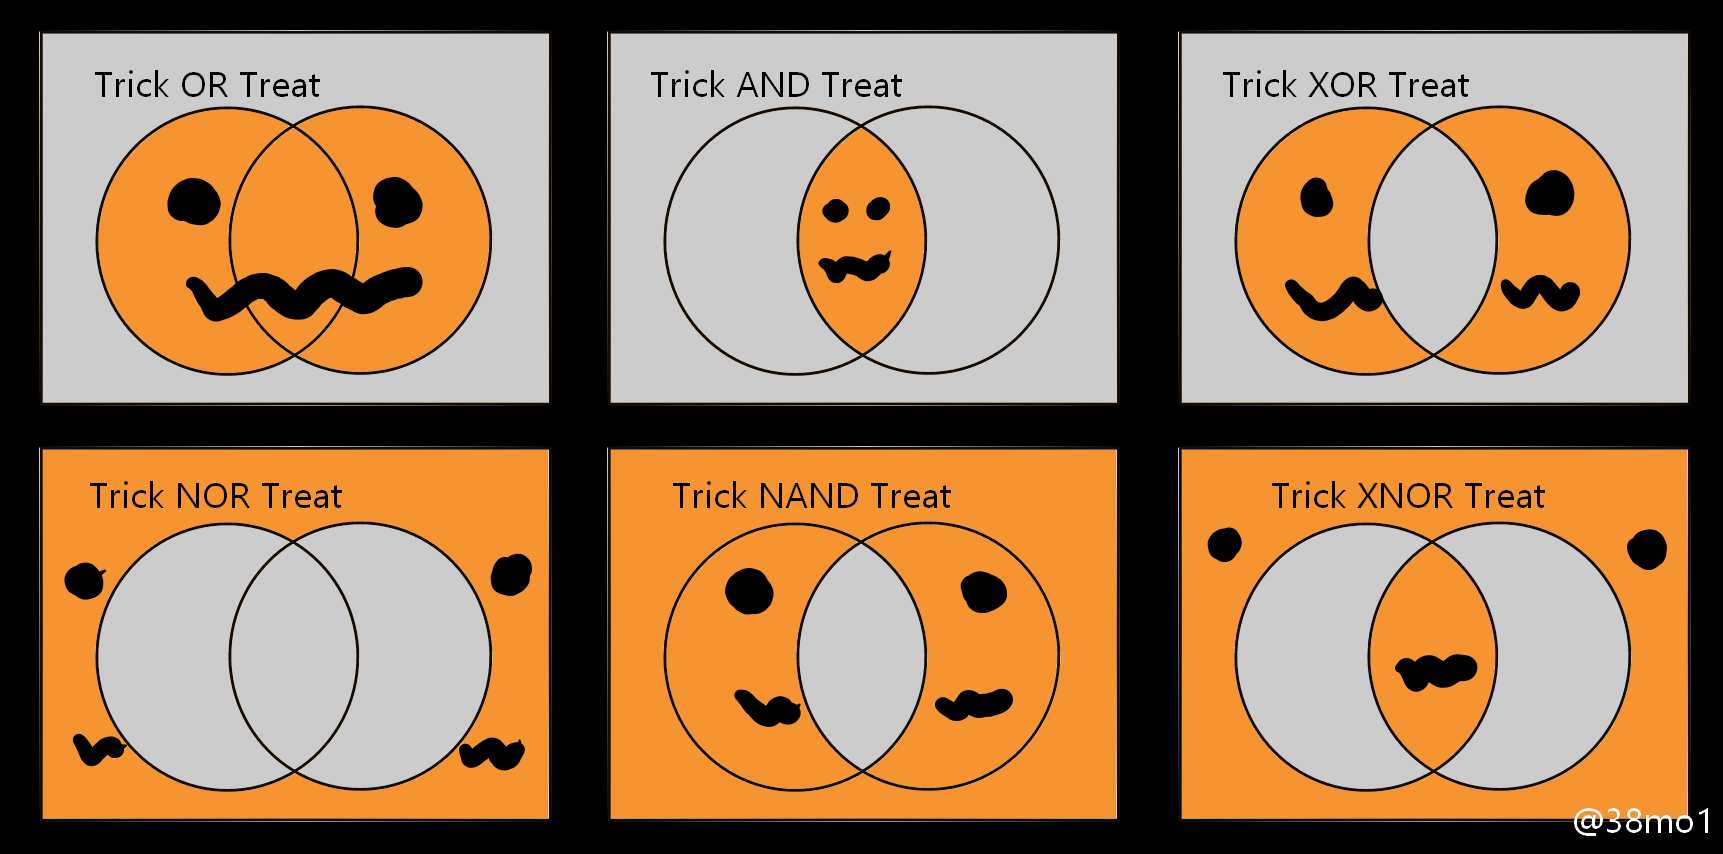 Trick OR Treat
Trick AND Treat
Trick XOR Treat
Trick NOR Treat
Trick NAND Treat
Trick XNOR Treat
@38mo1